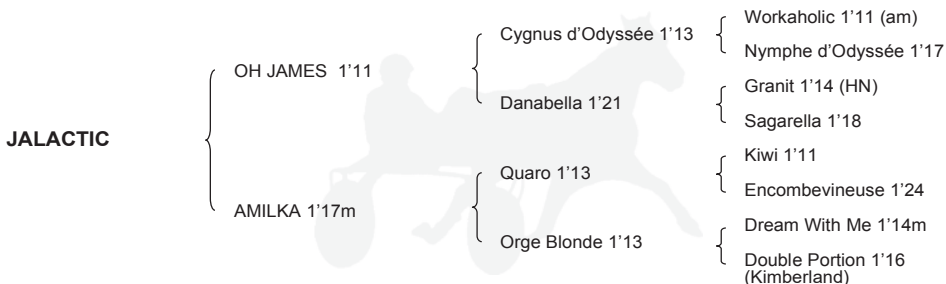 JALACTIC
OH JAMES 1’11
AMILKA 1’17m
Cygnus d’Odyssée 1’13
Danabella 1’21
Quaro 1’13
Orge Blonde 1’13
Workaholic 1’11 (am)
Nymphe d’Odyssée 1’17
Granit 1’14 (HN)
Sagarella 1’18
Kiwi 1’11
Encombevineuse 1’24
Dream With Me 1’14m
Double Portion 1’16
(Kimberland)